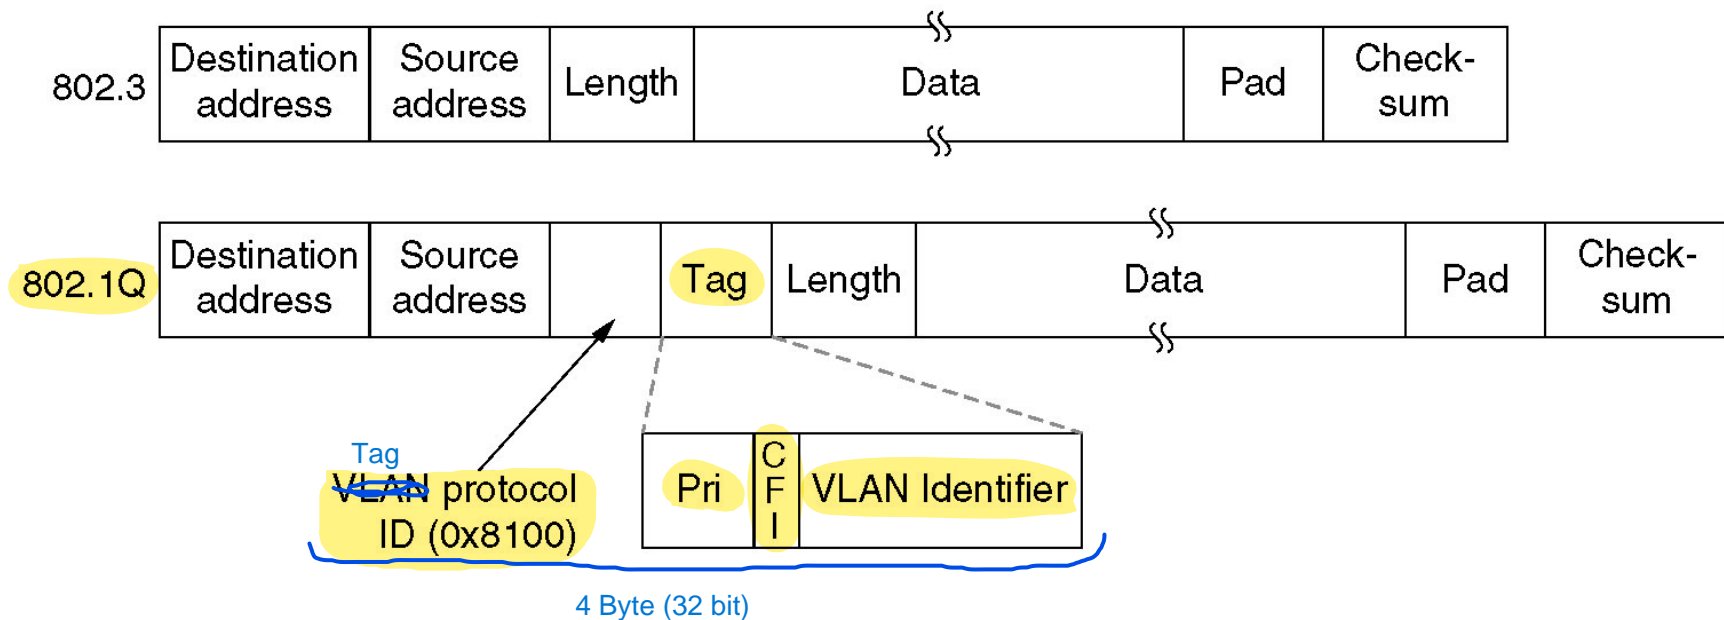 802.3
Destination
address
Source
address
Length
Data
Pad
Check-
sum
802.1Q
Destination
address
Source
address
Tag
Length
Data
Pad
Check-
sum
Tag
VLAN protocol
ID (0x8100)
Pri
C
F
I
VLAN Identifier
4 Byte (32 bit)